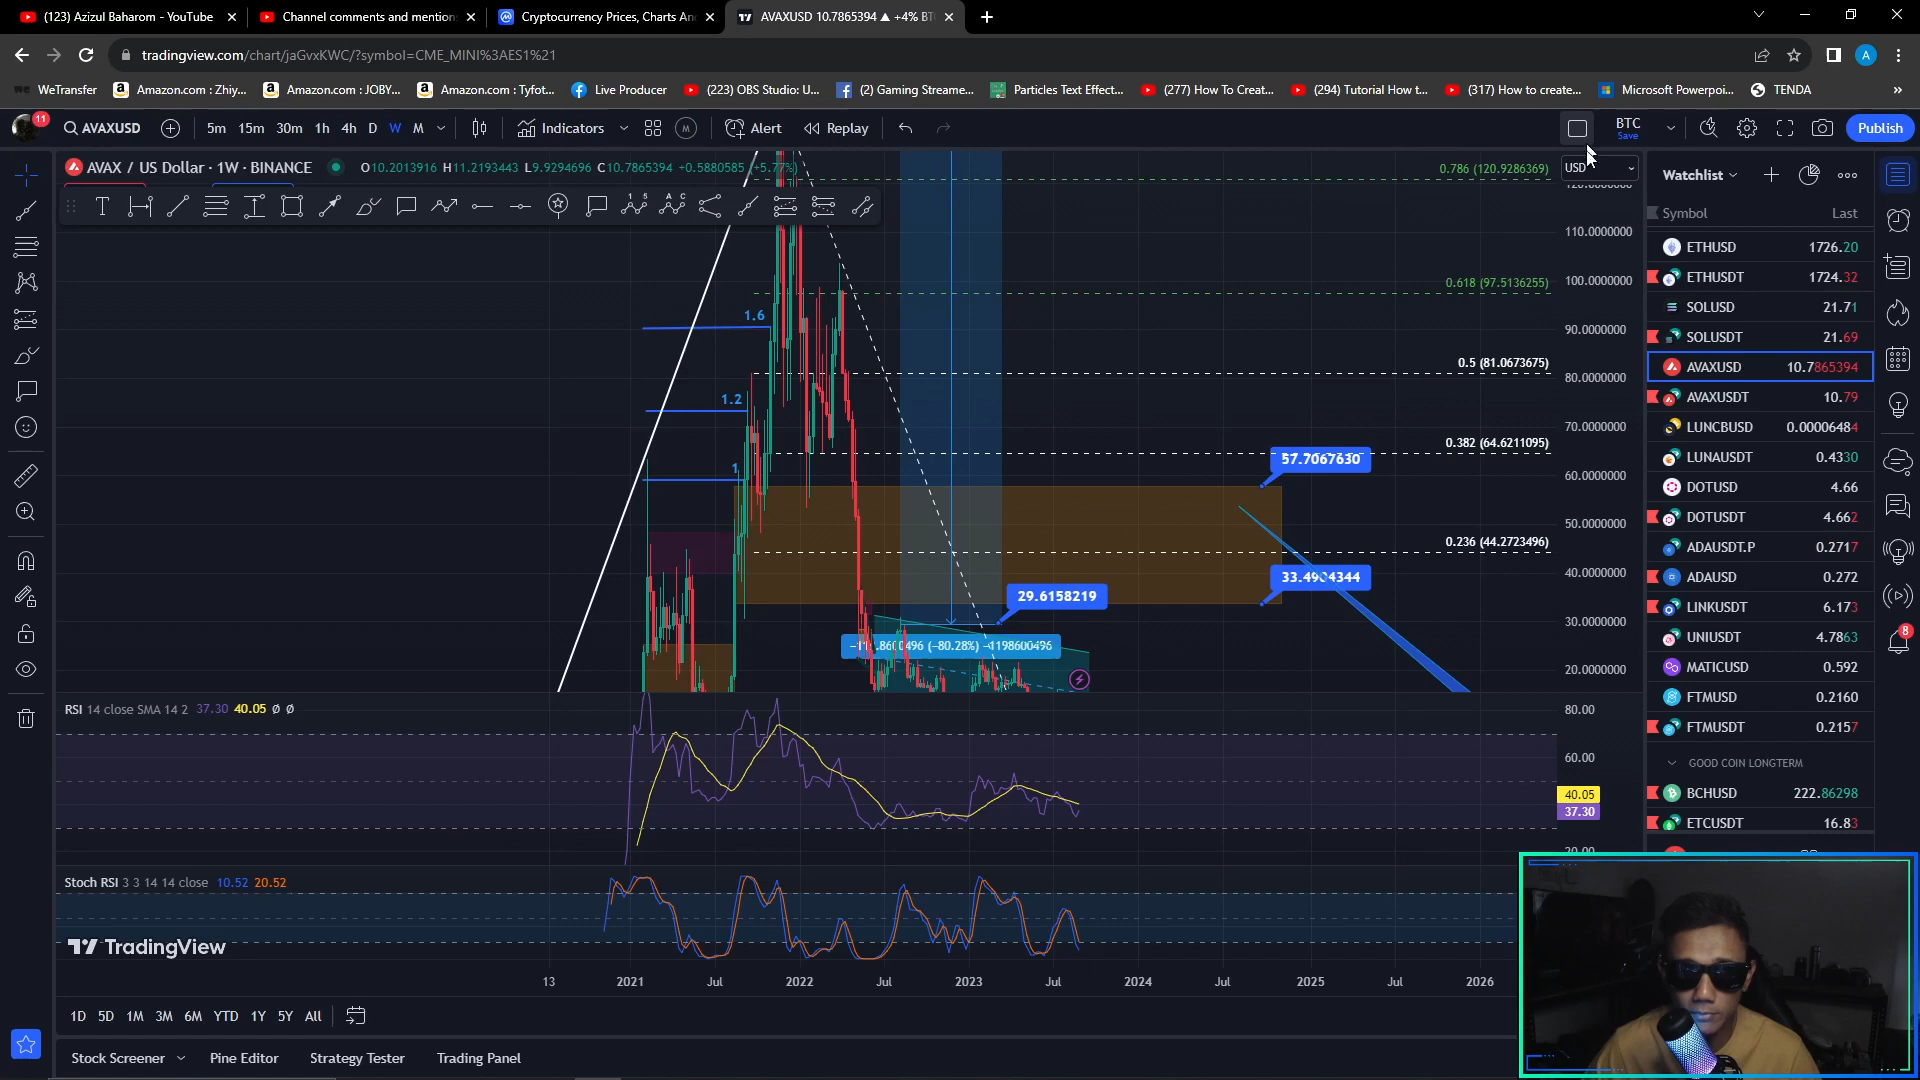 (123) Azizul Baharom - YouTube
Channel comments and mention
Cryptocurrency Prices, Charts An
AVAXUSD 10.7865394 ▲ +4% BT
tradingview.com/chart/jaGvxKWC/?symbol=CME_MINI%3AES1%21
A
WeTransfer
Amazon.com : Zhiy...
Amazon.com : JOBY...
Amazon.com : Tyfot...
Live Producer
(223) OBS Studio: U...
(2) Gaming Streame...
Particles Text Effect...
(277) How To Creat...
(294) Tutorial How t...
(317) How to create...
Microsoft Powerpoi...
TENDA
11
AVAXUSD
5m 15m 30m 1h 4h D W M
Indicators
M
Alert
Replay
BTC
Save
Publish
AVAX / US Dollar · 1W · BINANCE
O10.2013916 H11.2193443 L9.9294696 C10.7865394 +0.5880585 (+5.77%)
USD
0.786 (120.9286369)
110.0000000
0.618 (97.5136255)
100.0000000
1.6
90.0000000
0.5 (81.0673675)
80.0000000
1.2
70.0000000
0.382 (64.6211095)
57.7067630
1
60.0000000
50.0000000
0.236 (44.2723496)
33.4904344
40.0000000
29.6158219
30.0000000
20.0000000
RSI 14 close SMA 14 2 37.30 40.05 Ø Ø
80.00
60.00
40.05
37.30
20.00
Stoch RSI 3 3 14 14 close 10.52 20.52
TradingView
13 2021 Jul 2022 Jul 2023 Jul 2024 Jul 2025 Jul 2026
1D 5D 1M 3M 6M YTD 1Y 5Y All
Stock Screener Pine Editor Strategy Tester Trading Panel
Watchlist
Symbol Last
ETHUSD 1726.20
ETHUSDT 1724.32
SOLUSD 21.71
SOLUSDT 21.69
AVAXUSD 10.7865394
AVAXUSDT 10.79
LUNCBUSD 0.00006484
LUNAUSDT 0.4330
DOTUSD 4.66
DOTUSDT 4.662
ADAUSDT.P 0.2717
ADAUSD 0.272
LINKUSDT 6.173
UNIUSDT 4.7863
MATICUSD 0.592
FTMUSD 0.2160
FTMUSDT 0.2157
GOOD COIN LONGTERM
BCHUSD 222.86298
ETCUSDT 16.83
8